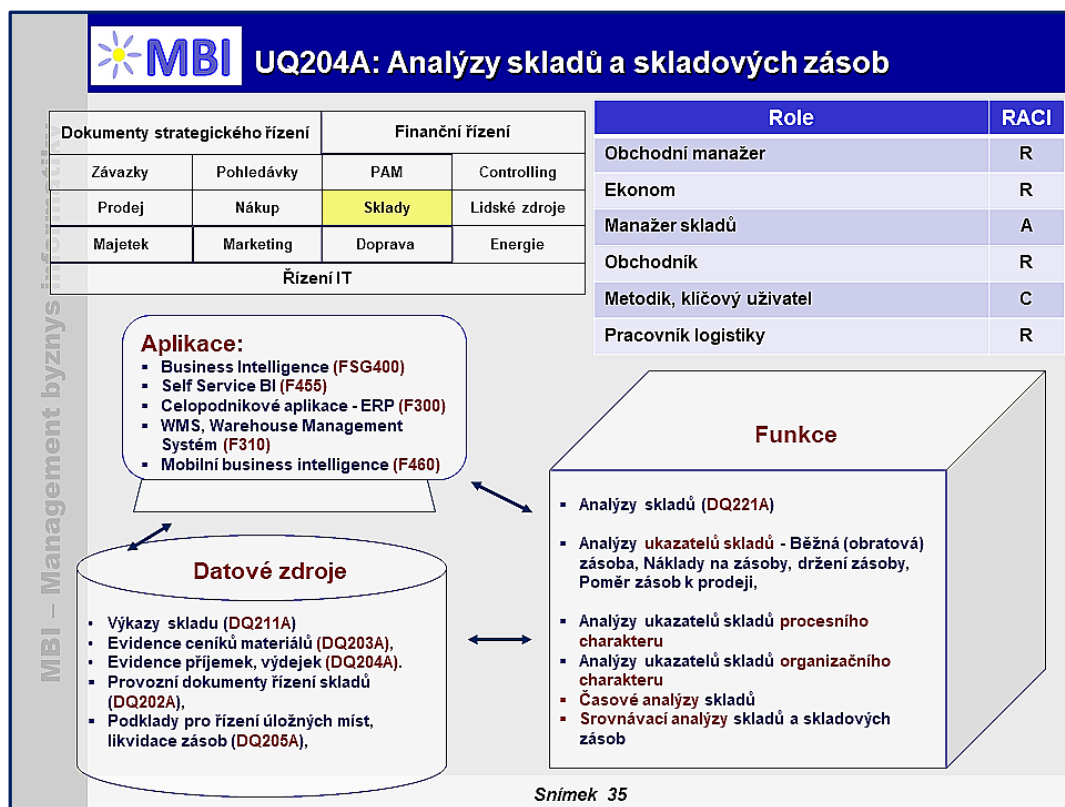 MBI
UQ204A: Analýzy skladů a skladových zásob
MBI – Management byznys informatiky
Dokumenty strategického řízení
Finanční řízení
Závazky
Pohledávky
PAM
Controlling
Prodej
Nákup
Sklady
Lidské zdroje
Majetek
Marketing
Doprava
Energie
Řízení IT
Role RACI
Obchodní manažer R
Ekonom R
Manažer skladů A
Obchodník R
Metodik, klíčový uživatel C
Pracovník logistiky R
Aplikace:
▪ Business Intelligence (FSG400)
▪ Self Service BI (F455)
▪ Celopodnikové aplikace - ERP (F300)
▪ WMS, Warehouse Management
Systém (F310)
▪ Mobilní business intelligence (F460)
Datové zdroje
• Výkazy skladu (DQ211A)
• Evidence ceníků materiálů (DQ203A),
• Evidence příjemek, výdejek (DQ204A).
• Provozní dokumenty řízení skladů
(DQ202A),
• Podklady pro řízení úložných míst,
likvidace zásob (DQ205A),
Funkce
▪ Analýzy skladů (DQ221A)
▪ Analýzy ukazatelů skladů - Běžná (obratová)
zásoba, Náklady na zásoby, držení zásoby,
Poměr zásob k prodeji,
▪ Analýzy ukazatelů skladů procesního
charakteru
▪ Analýzy ukazatelů skladů organizačního
charakteru
▪ Časové analýzy skladů
▪ Srovnávací analýzy skladů a skladových
zásob
Snímek 35